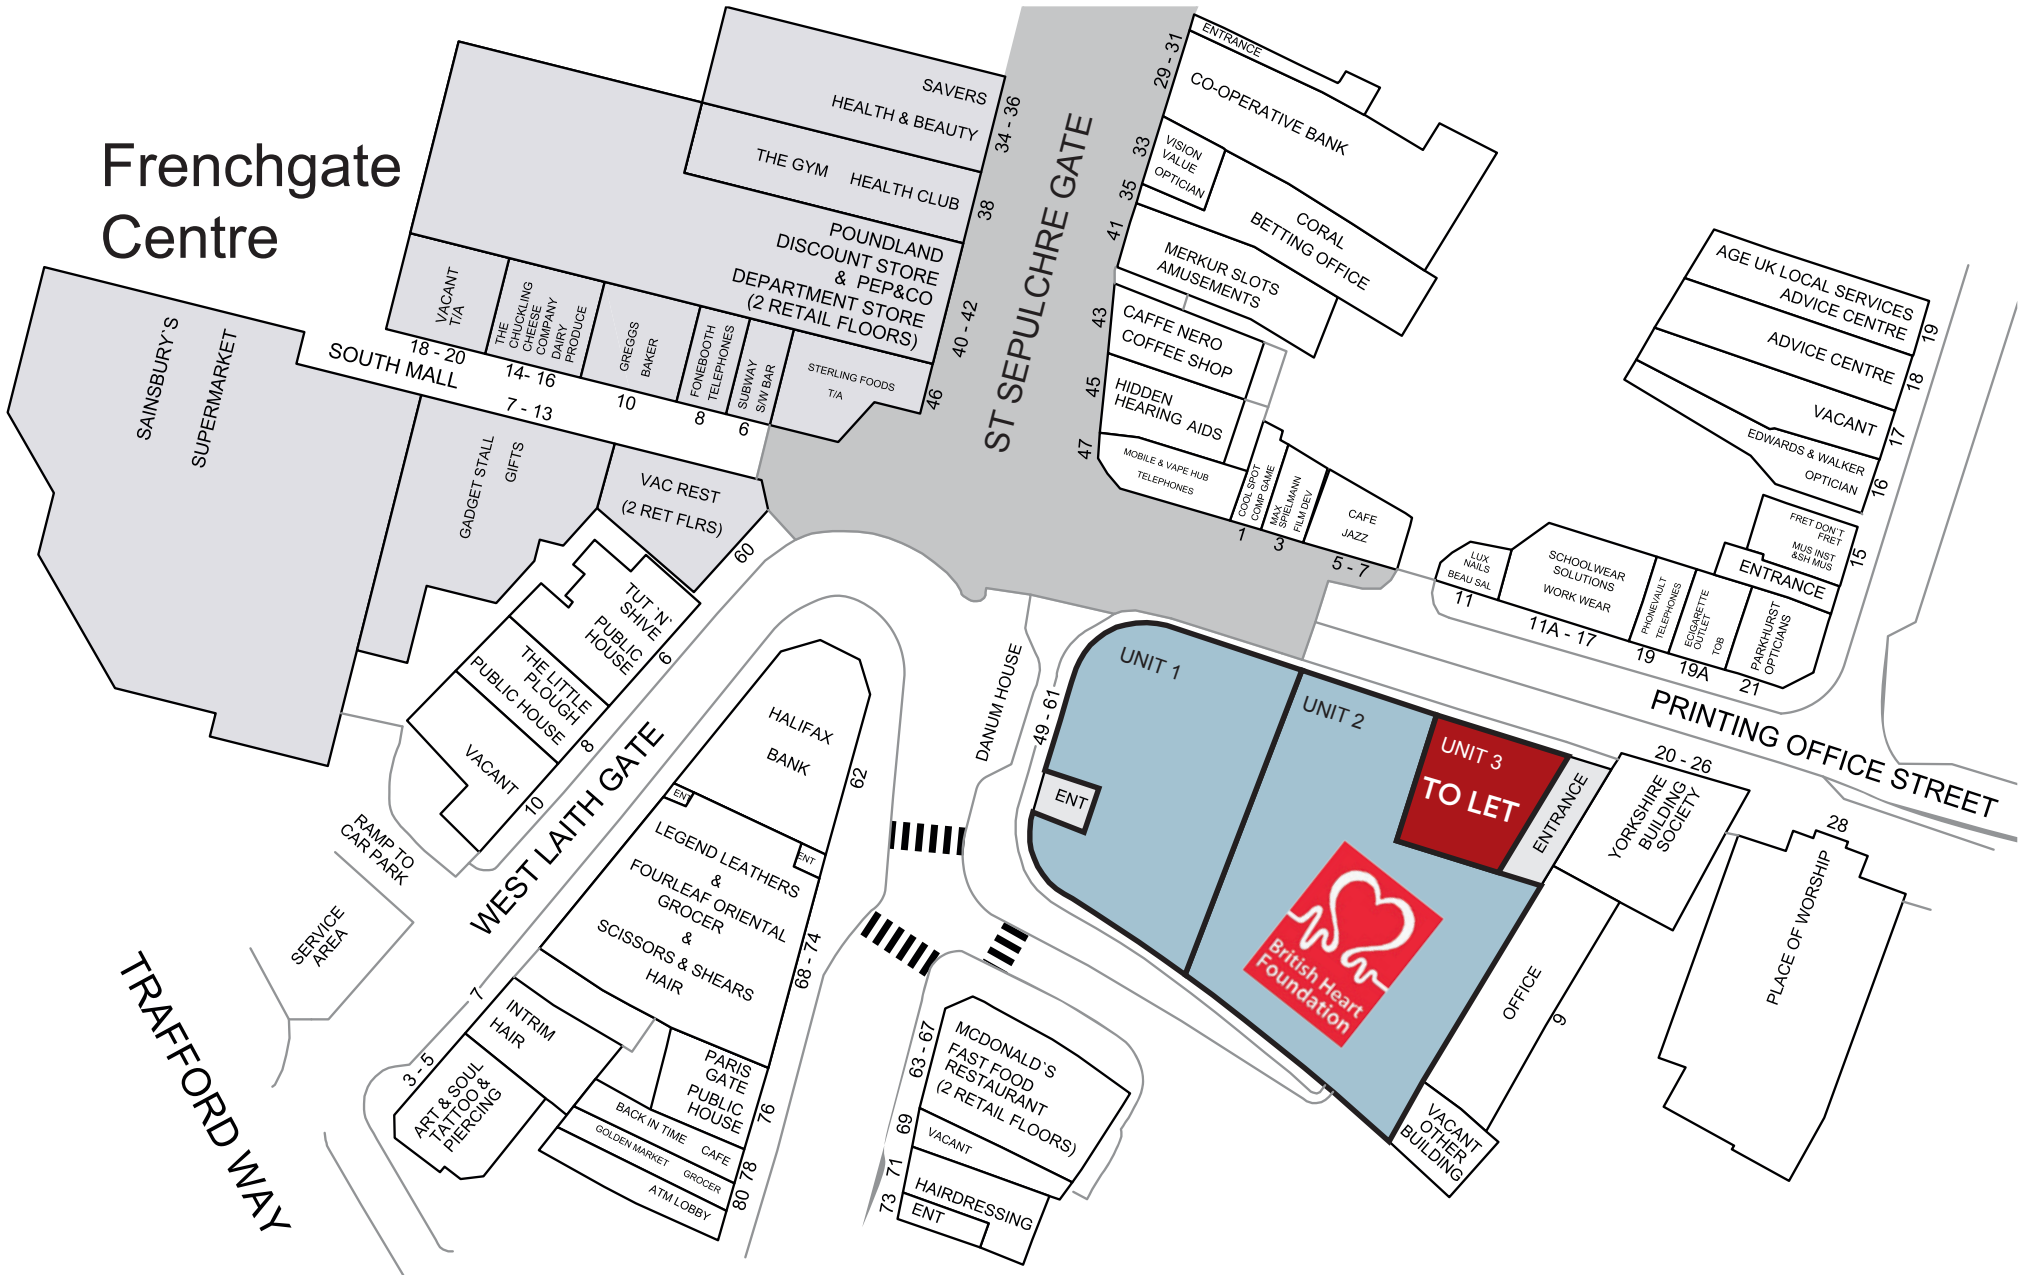 Frenchgate
Centre
SAVERS
HEALTH & BEAUTY
34 - 36
THE GYM HEALTH CLUB
38
POUNDLAND
DISCOUNT STORE
& PEP&CO
DEPARTMENT STORE
(2 RETAIL FLOORS)
40 - 42
VACANT
T/A
18 - 20
THE
CHUCKLING
CHEESE
COMPANY
DAIRY
PRODUCE
14- 16
GREGGS
BAKER
10
FONEBOOTH
TELEPHONES
8
SUBWAY
S/W BAR
6
STERLING FOODS
T/A
46
SOUTH MALL
7 - 13
SAINSBURY`S
SUPERMARKET
GADGET STALL
GIFTS
VAC REST
(2 RET FLRS)
60
ST SEPULCHRE GATE
29 - 31
ENTRANCE
CO-OPERATIVE BANK
33
VISION
VALUE
OPTICIAN
35
CORAL
BETTING OFFICE
41
MERKUR SLOTS
AMUSEMENTS
43
CAFFE NERO
COFFEE SHOP
45
HIDDEN
HEARING AIDS
47
MOBILE & VAPE HUB
TELEPHONES
COOL SPOT
COMP GAME
1
MAX
SPIELMANN
FILM DEV
3
CAFE
JAZZ
5 - 7
AGE UK LOCAL SERVICES
ADVICE CENTRE
19
ADVICE CENTRE
18
VACANT
17
EDWARDS & WALKER
OPTICIAN
16
FRET DON`T
FRET
MUS INST
&SH MUS
15
ENTRANCE
LUX
NAILS
BEAU SAL
11
SCHOOLWEAR
SOLUTIONS
WORK WEAR
11A - 17
PHONEVAULT
TELEPHONES
19
ECIGARETTE
OUTLET
TOB
19A
PARKHURST
OPTICIANS
21
PRINTING OFFICE STREET
TUT `N`
SHIVE
PUBLIC
HOUSE
6
THE LITTLE
PLOUGH
PUBLIC HOUSE
8
VACANT
10
WEST LAITH GATE
RAMP TO
CAR PARK
SERVICE
AREA
TRAFFORD WAY
HALIFAX
BANK
62
ENT
LEGEND LEATHERS
&
FOURLEAF ORIENTAL
GROCER
&
SCISSORS & SHEARS
HAIR
ENT
68 - 74
7
INTRIM
HAIR
3 - 5
ART & SOUL
TATTOO &
PIERCING
PARIS
GATE
PUBLIC
HOUSE
76
BACK IN TIME CAFE
78
GOLDEN MARKET GROCER
80
ATM LOBBY
DANUM HOUSE
49 - 61
UNIT 1
ENT
UNIT 2
UNIT 3
TO LET
ENTRANCE
British Heart
Foundation
20 - 26
YORKSHIRE
BUILDING
SOCIETY
28
PLACE OF WORSHIP
OFFICE
9
VACANT
OTHER
BUILDING
63 - 67
MCDONALD`S
FAST FOOD
RESTAURANT
(2 RETAIL FLOORS)
69
VACANT
71
HAIRDRESSING
73
ENT